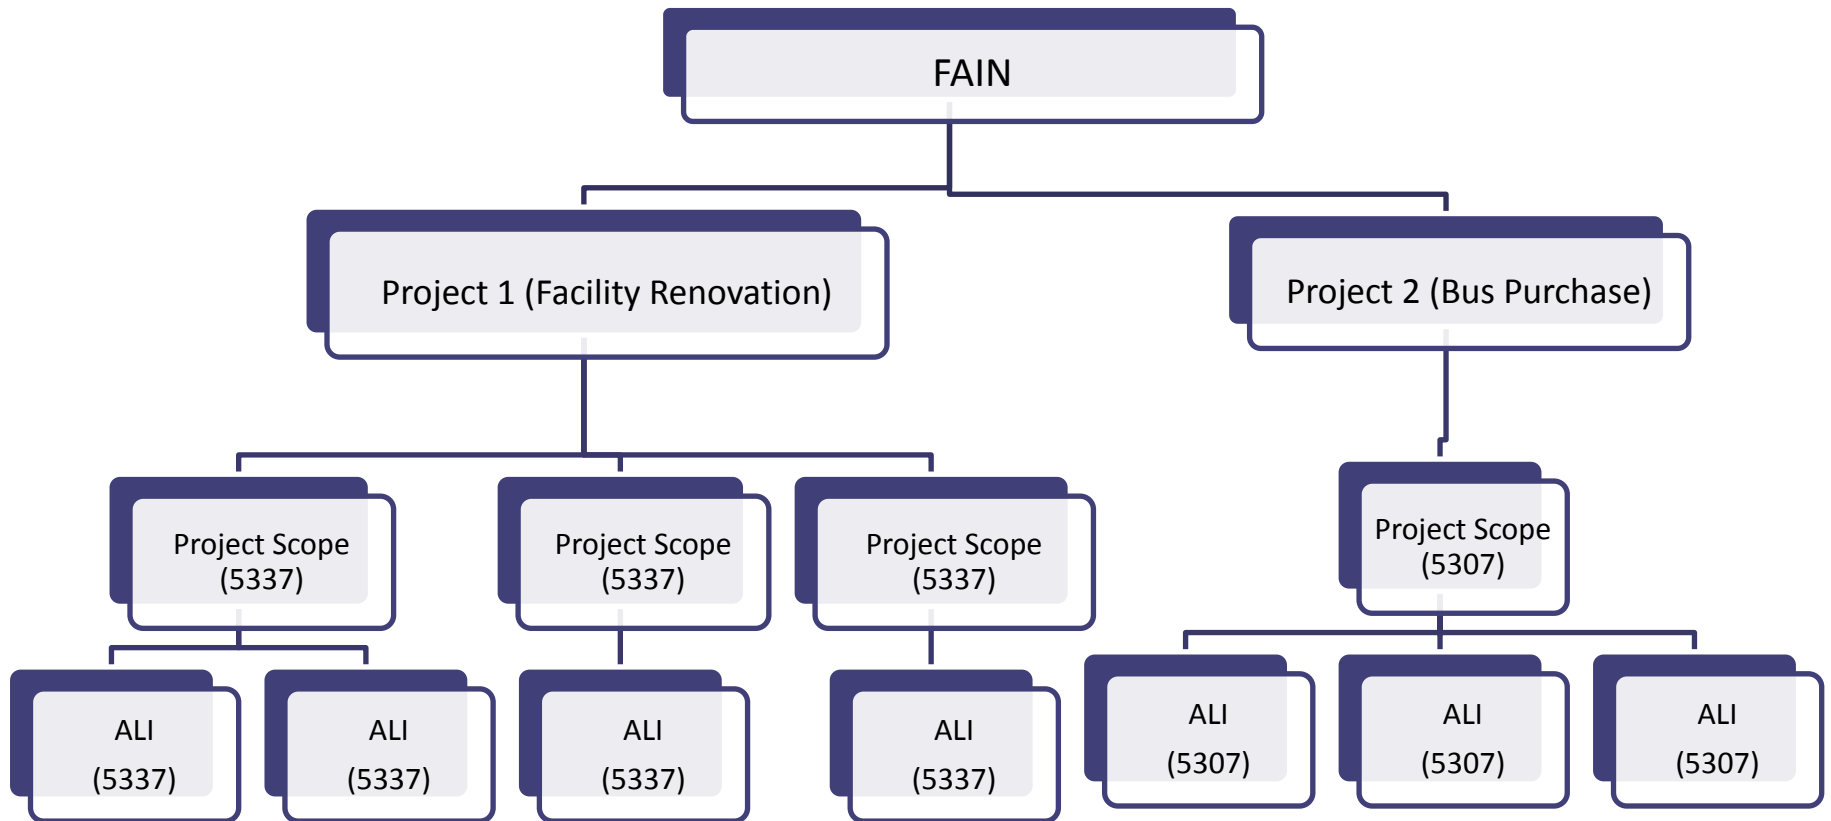 FAIN
Project 1 (Facility Renovation)
Project 2 (Bus Purchase)
Project Scope
(5337)
Project Scope
(5337)
Project Scope
(5337)
Project Scope
(5307)
ALI
(5337)
ALI
(5337)
ALI
(5337)
ALI
(5337)
ALI
(5307)
ALI
(5307)
ALI
(5307)